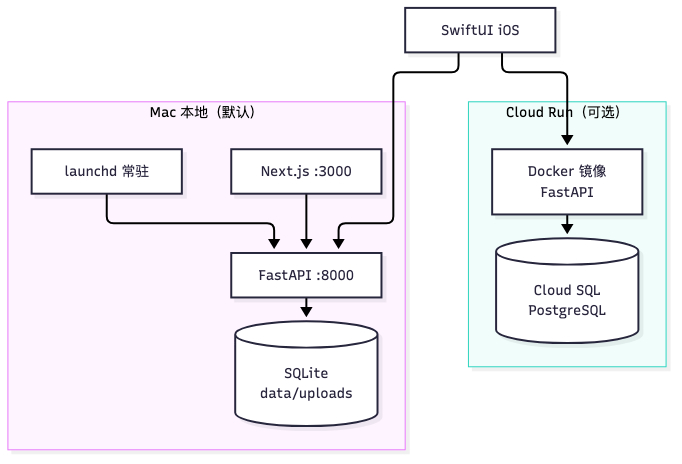 SwiftUI iOS
Mac 本地（默认）
Cloud Run（可选）
launchd 常驻
Next.js :3000
Docker 镜像
FastAPI
FastAPI :8000
Cloud SQL
PostgreSQL
SQLite
data/uploads